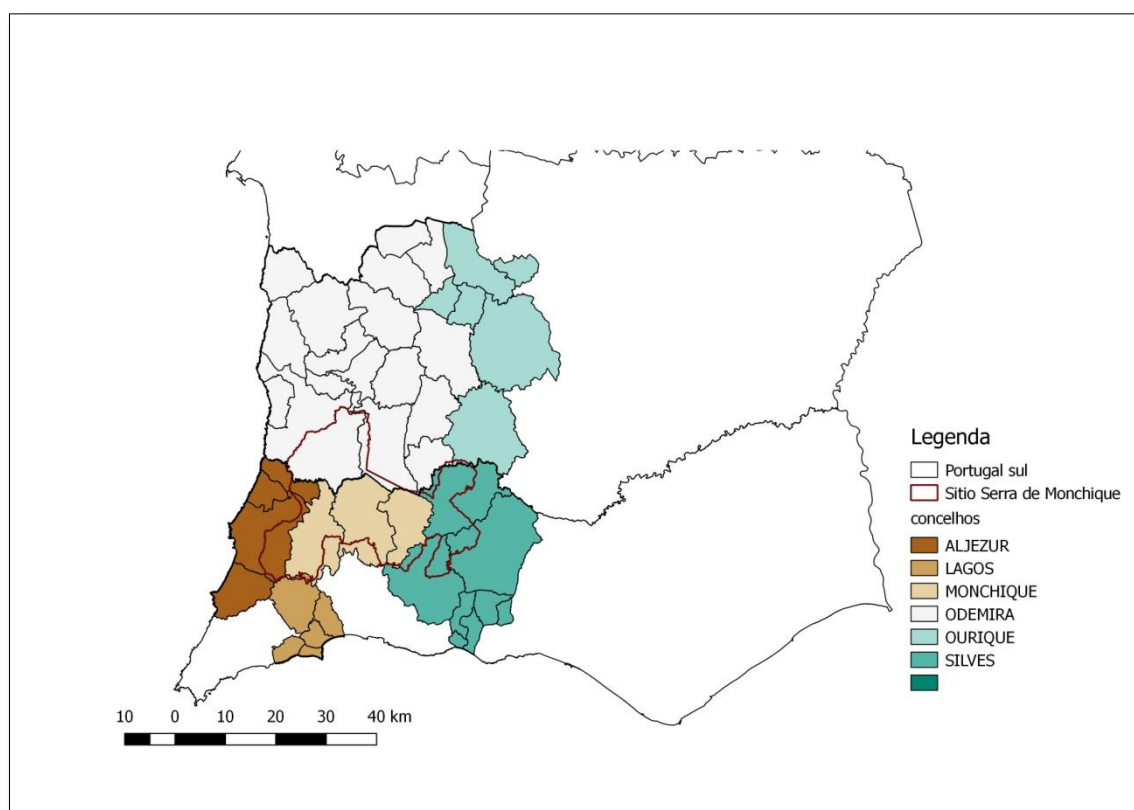 Legenda
Portugal sul
Sitio Serra de Monchique
concelhos
ALJEZUR
LAGOS
MONCHIQUE
ODEMIRA
OURIQUE
SILVES
10 0 10 20 30 40 km